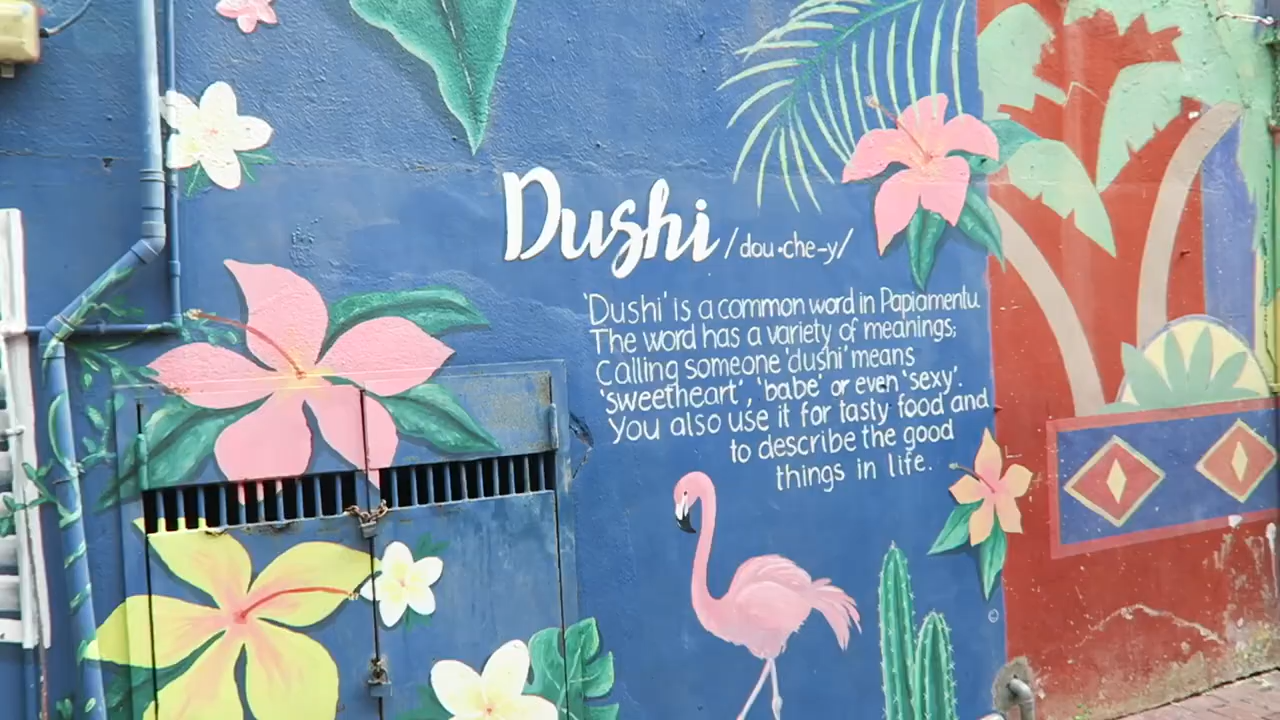 Dushi /dou•che-y/
'Dushi' is a common word in Papiamentu.
The word has a variety of meanings;
Calling someone 'dushi' means
'sweetheart', 'babe' or even 'sexy'.
You also use it for tasty food and
to describe the good
things in life.